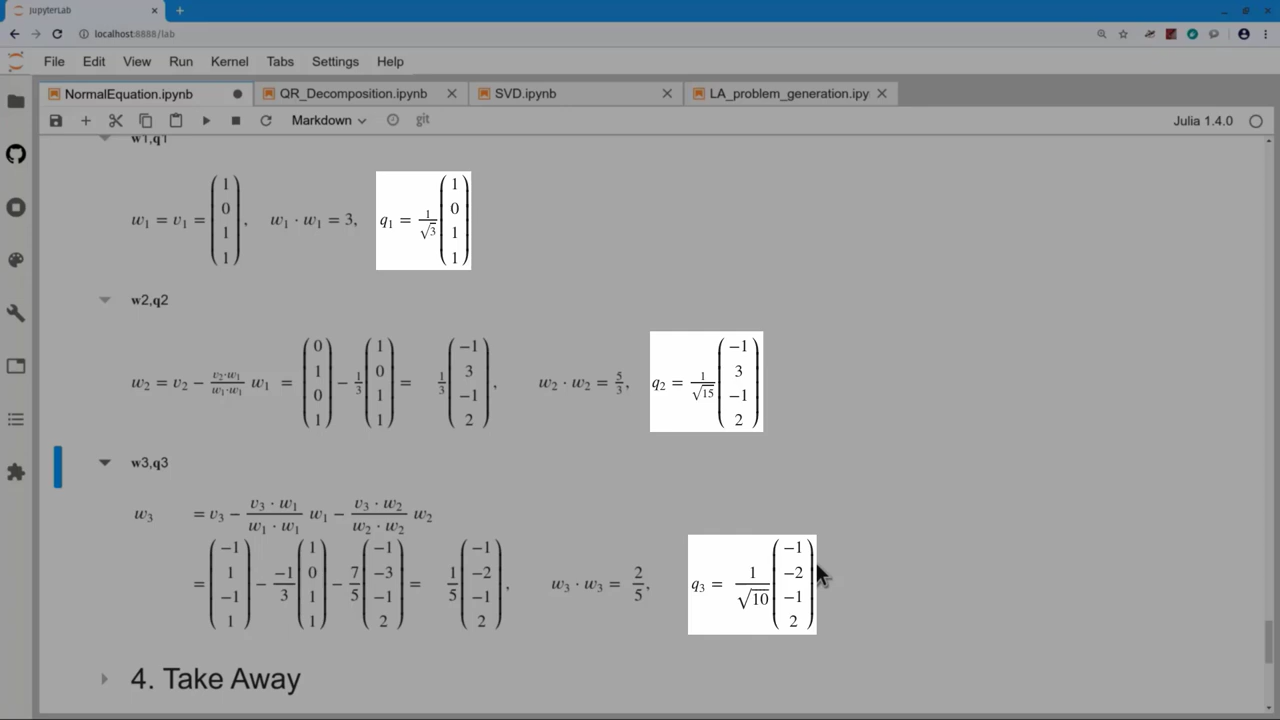 JupyterLab
localhost:8888/lab
File Edit View Run Kernel Tabs Settings Help
NormalEquation.ipynb QR_Decomposition.ipynb SVD.ipynb LA_problem_generation.ipy
Markdown git Julia 1.4.0
w1,q1
w₁ = v₁ = (1 0 1 1), w₁ · w₁ = 3, q₁ = 1/√3 (1 0 1 1)
w2,q2
w₂ = v₂ − (v₂·w₁)/(w₁·w₁) w₁ = (0 1 0 1) − 1/3 (1 0 1 1) = 1/3 (−1 3 −1 2), w₂ · w₂ = 5/3, q₂ = 1/√15 (−1 3 −1 2)
w3,q3
w₃ = v₃ − (v₃ · w₁)/(w₁ · w₁) w₁ − (v₃ · w₂)/(w₂ · w₂) w₂
= (−1 1 −1 1) − −1/3 (1 0 1 1) − 7/5 (−1 −3 −1 2) = 1/5 (−1 −2 −1 2), w₃ · w₃ = 2/5, q₃ = 1/√10 (−1 −2 −1 2)
4. Take Away